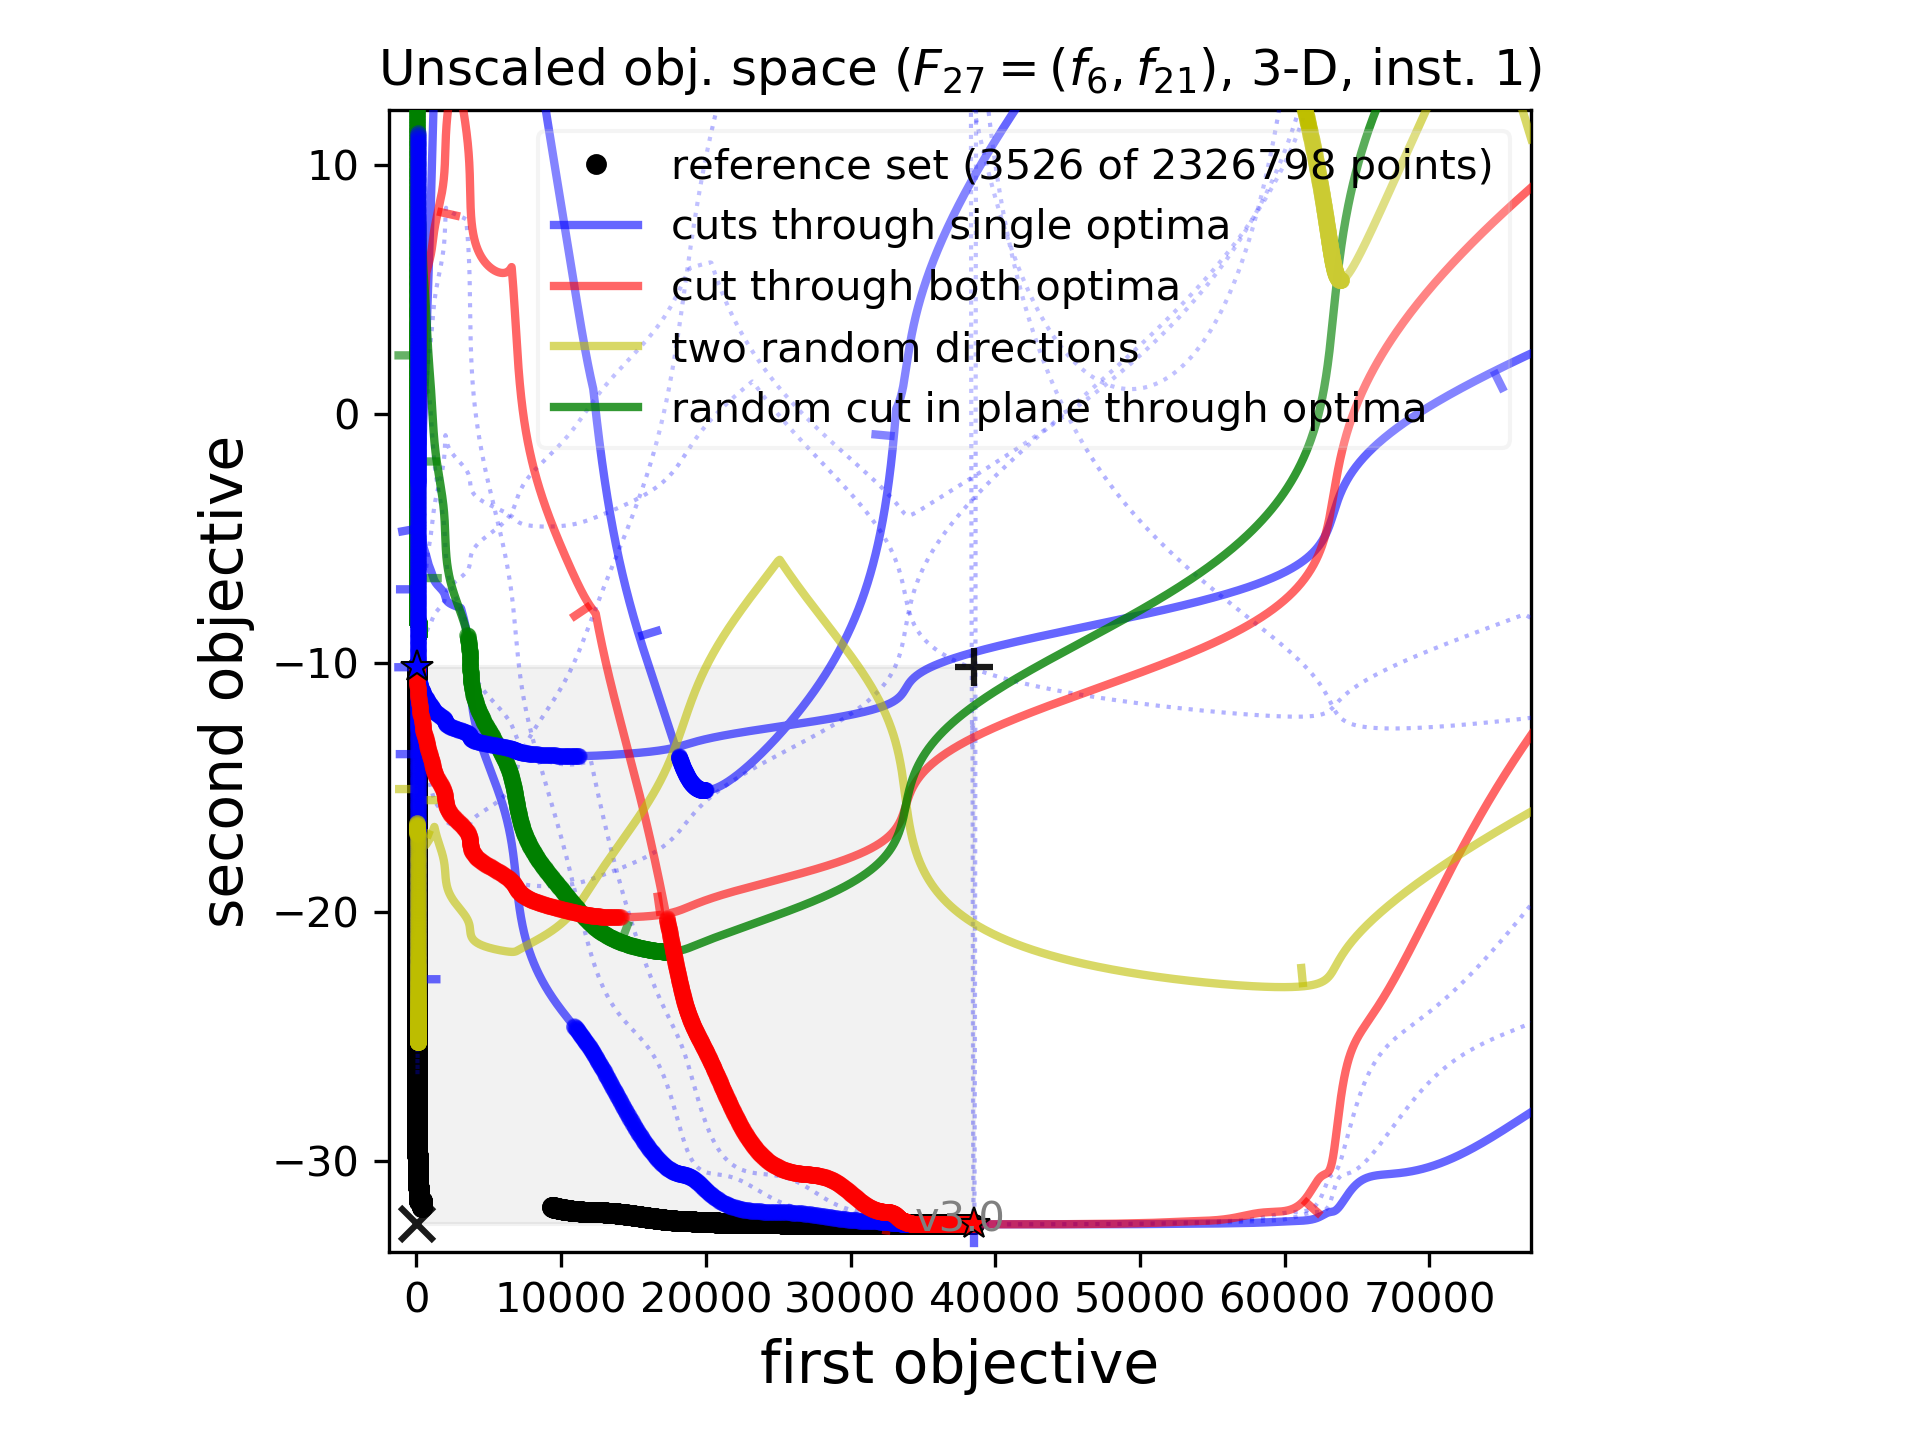 Unscaled obj. space (F₂₇ = (f₆, f₂₁), 3-D, inst. 1)
reference set (3526 of 2326798 points)
cuts through single optima
cut through both optima
two random directions
random cut in plane through optima
second objective
10
0
−10
−20
−30
v3.0
0 10000 20000 30000 40000 50000 60000 70000
first objective